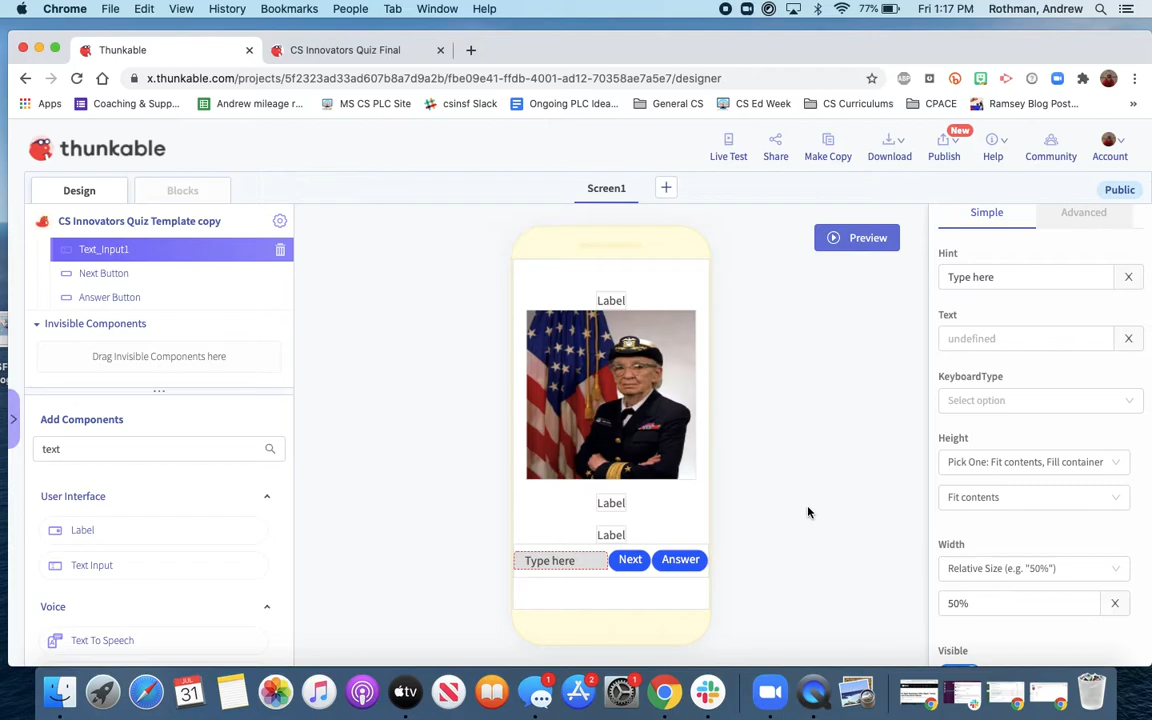 Chrome File Edit View History Bookmarks People Tab Window Help 77% Fri 1:17 PM Rothman, Andrew
Thunkable CS Innovators Quiz Final
x.thunkable.com/projects/5f2323ad33ad607b8a7d9a2b/fbe09e41-ffdb-4001-ad12-70358ae7a5e7/designer
Apps Coaching & Supp... Andrew mileage r... MS CS PLC Site csinsf Slack Ongoing PLC Idea... General CS CS Ed Week CS Curriculums CPACE Ramsey Blog Post... »
New
thunkable
Live Test Share Make Copy Download Publish Help Community Account
Design Blocks Screen1 Public
CS Innovators Quiz Template copy
Simple Advanced
Text_Input1
Next Button
Answer Button
Invisible Components
Drag Invisible Components here
Add Components
text
User Interface
Label
Text Input
Voice
Text To Speech
Label
Label
Label
Type here Next Answer
Preview
Hint
Type here X
Text
undefined X
KeyboardType
Select option
Height
Pick One: Fit contents, Fill container
Fit contents
Width
Relative Size (e.g. "50%")
50% X
Visible
JUL
31
tv
1
2
1